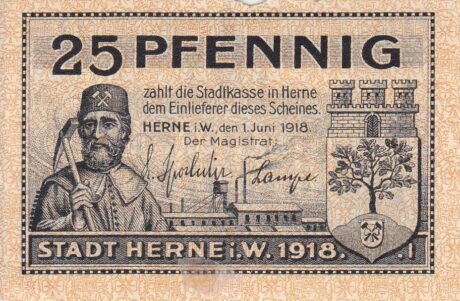 25 PFENNIG
zahlt die Stadtkasse in Herne
dem Einlieferer dieses Scheines.
HERNE i.W., den 1. Juni 1918.
Der Magistrat:
STADT HERNE i.W. 1918. .I